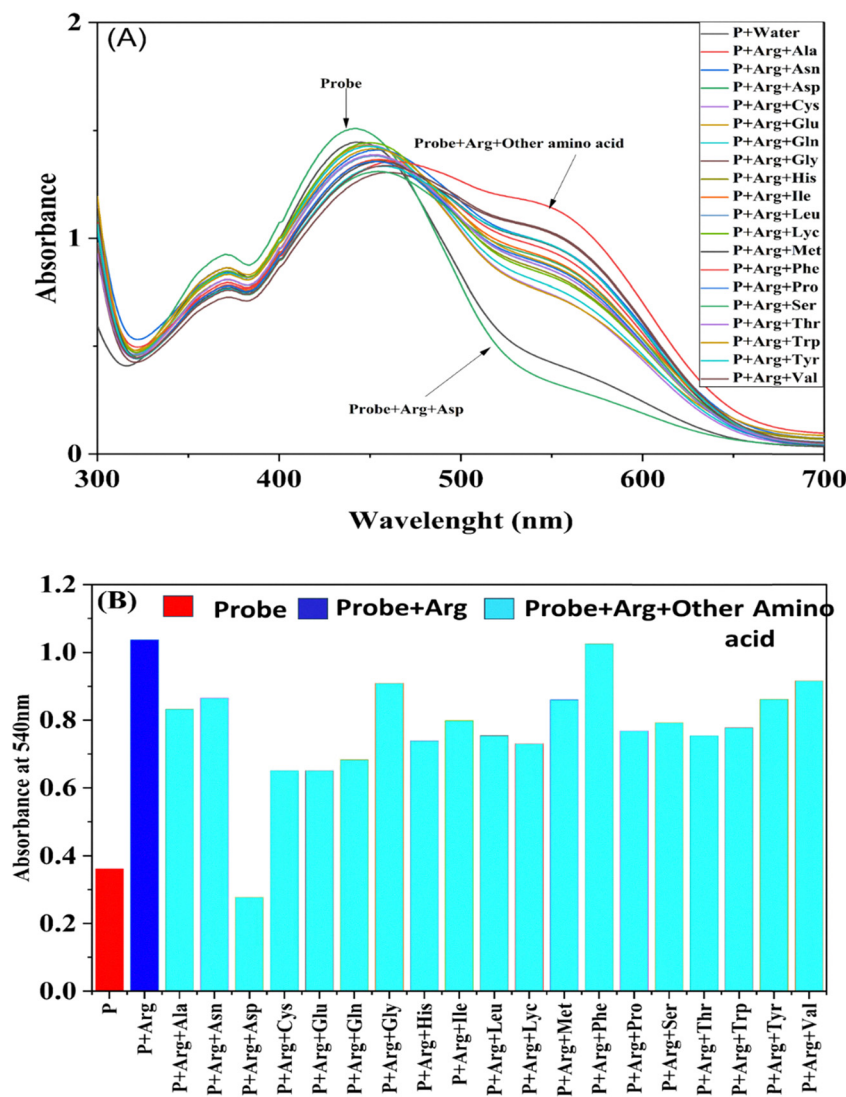 (A)
2
1
0
Absorbance
Probe
Probe+Arg+Other amino acid
Probe+Arg+Asp
P+Water
P+Arg+Ala
P+Arg+Asn
P+Arg+Asp
P+Arg+Cys
P+Arg+Glu
P+Arg+Gln
P+Arg+Gly
P+Arg+His
P+Arg+Ile
P+Arg+Leu
P+Arg+Lyc
P+Arg+Met
P+Arg+Phe
P+Arg+Pro
P+Arg+Ser
P+Arg+Thr
P+Arg+Trp
P+Arg+Tyr
P+Arg+Val
300 400 500 600 700
Wavelenght (nm)
(B)
Probe Probe+Arg Probe+Arg+Other Amino
acid
1.2
1.0
0.8
0.6
0.4
0.2
0.0
Absorbance at 540nm
P
P+Arg
P+Arg+Ala
P+Arg+Asn
P+Arg+Asp
P+Arg+Cys
P+Arg+Glu
P+Arg+Gln
P+Arg+Gly
P+Arg+His
P+Arg+Ile
P+Arg+Leu
P+Arg+Lyc
P+Arg+Met
P+Arg+Phe
P+Arg+Pro
P+Arg+Ser
P+Arg+Thr
P+Arg+Trp
P+Arg+Tyr
P+Arg+Val